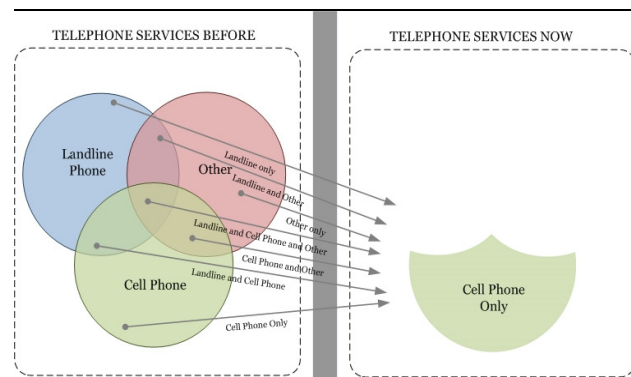 TELEPHONE SERVICES BEFORE
TELEPHONE SERVICES NOW
Landline
Phone
Other
Cell Phone
Landline only
Landline and Other
Other only
Landline and Cell Phone and Other
Cell Phone and Other
Landline and Cell Phone
Cell Phone Only
Cell Phone
Only